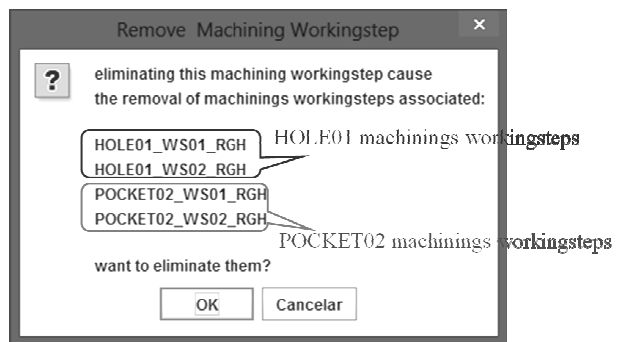 Remove Machining Workingstep
×
?
eliminating this machining workingstep cause
the removal of machinings workingsteps associated:
HOLE01_WS01_RGH
HOLE01 machinings workingsteps
HOLE01_WS02_RGH
POCKET02_WS01_RGH
POCKET02_WS02_RGH
POCKET02 machinings workingsteps
want to eliminate them?
OK
Cancelar